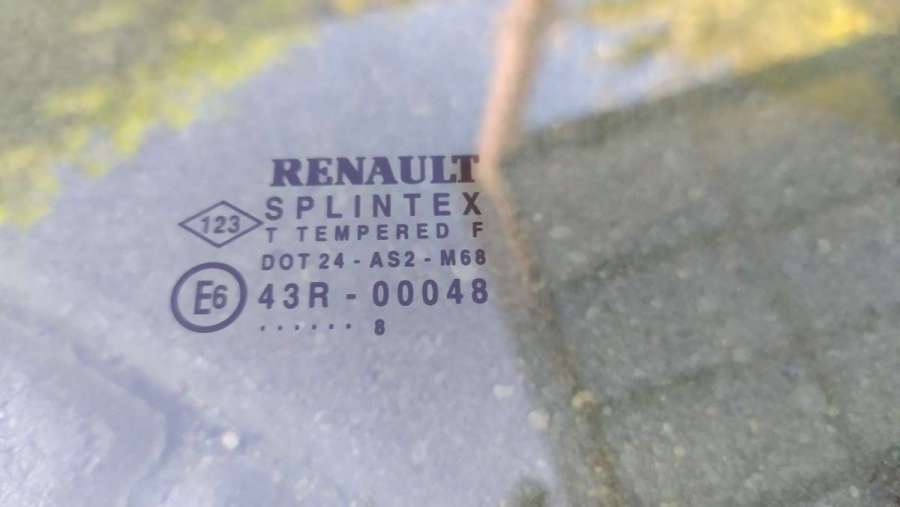 RENAULT
123 SPLINTEX
T TEMPERED F
DOT 24 - AS2 - M68
E6 43R - 00048
...... 8